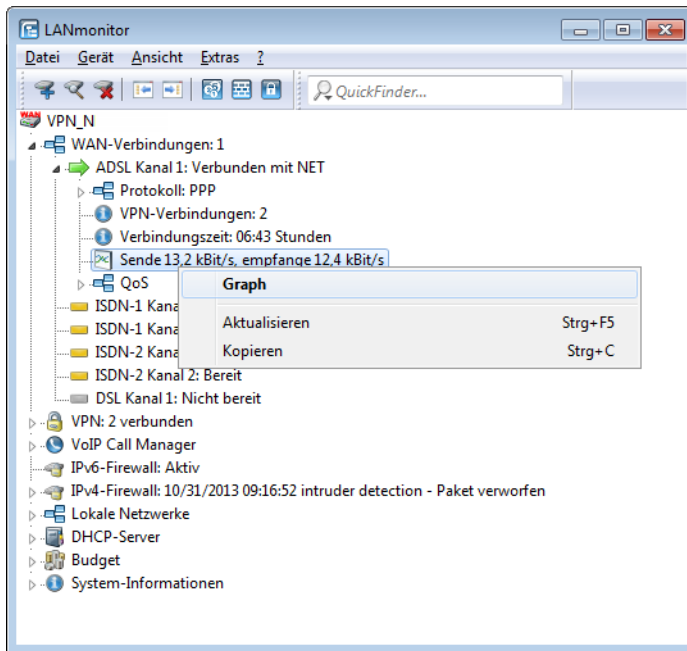 LANmonitor
Datei Gerät Ansicht Extras ?
QuickFinder...
WAN
VPN_N
WAN-Verbindungen: 1
ADSL Kanal 1: Verbunden mit NET
Protokoll: PPP
VPN-Verbindungen: 2
Verbindungszeit: 06:43 Stunden
Sende 13,2 kBit/s, empfange 12,4 kBit/s
QoS
Graph
ISDN-1 Kana
Aktualisieren Strg+F5
ISDN-1 Kana
ISDN-2 Kana
Kopieren Strg+C
ISDN-2 Kanal 2: Bereit
DSL Kanal 1: Nicht bereit
VPN: 2 verbunden
VoIP Call Manager
IPv6-Firewall: Aktiv
IPv4-Firewall: 10/31/2013 09:16:52 intruder detection - Paket verworfen
Lokale Netzwerke
DHCP-Server
Budget
System-Informationen